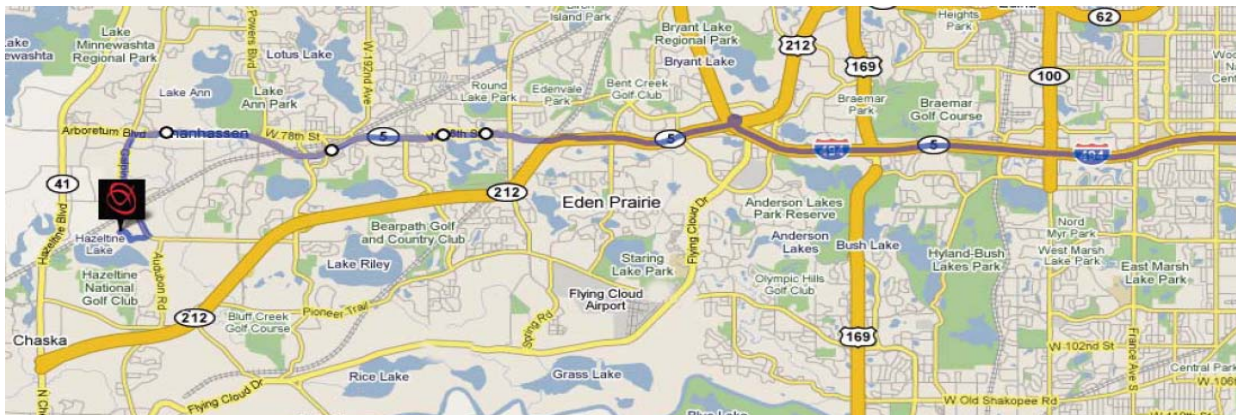 Lake
Minnewashta
Regional Park
Lake
newashta
Powers Blvd
Lotus Lake
W 192nd Ave
Island Park
Bryant Lake
Regional Park
Bryant Lake
212
169
Heights
Park
62
100
Lake Ann
Lake
Ann Park
Round
Lake Park
Edenvale
Park
Bent Creek
Golf Club
Braemar
Park
Braemar
Golf Course
Arboretum Blvd
Chanhassen
W 78th St
5
W 78th St
5
494
5
494
41
Hazeltine Blvd
212
Eden Prairie
Flying Cloud Dr
Anderson Lakes
Park Reserve
Nord
Myr Park
Hazeltine
Lake
Bearpath Golf
and Country Club
Anderson
Lakes
Bush Lake
Hyland-Bush
Lakes Park
West Marsh
Lake Park
East Marsh
Lake Park
Hazeltine
National
Golf Club
Audubon Rd
Lake Riley
Staring
Lake Park
Olympic Hills
Golf Club
Flying Cloud
Airport
212
Bluff Creek
Golf Course
Pioneer Trail
Spring Rd
169
Chaska
W 102nd St
France Ave S
Rice Lake
Grass Lake
Central Park
W 106th
Flying Cloud Dr
W Old Shakopee Rd
Blue Lake